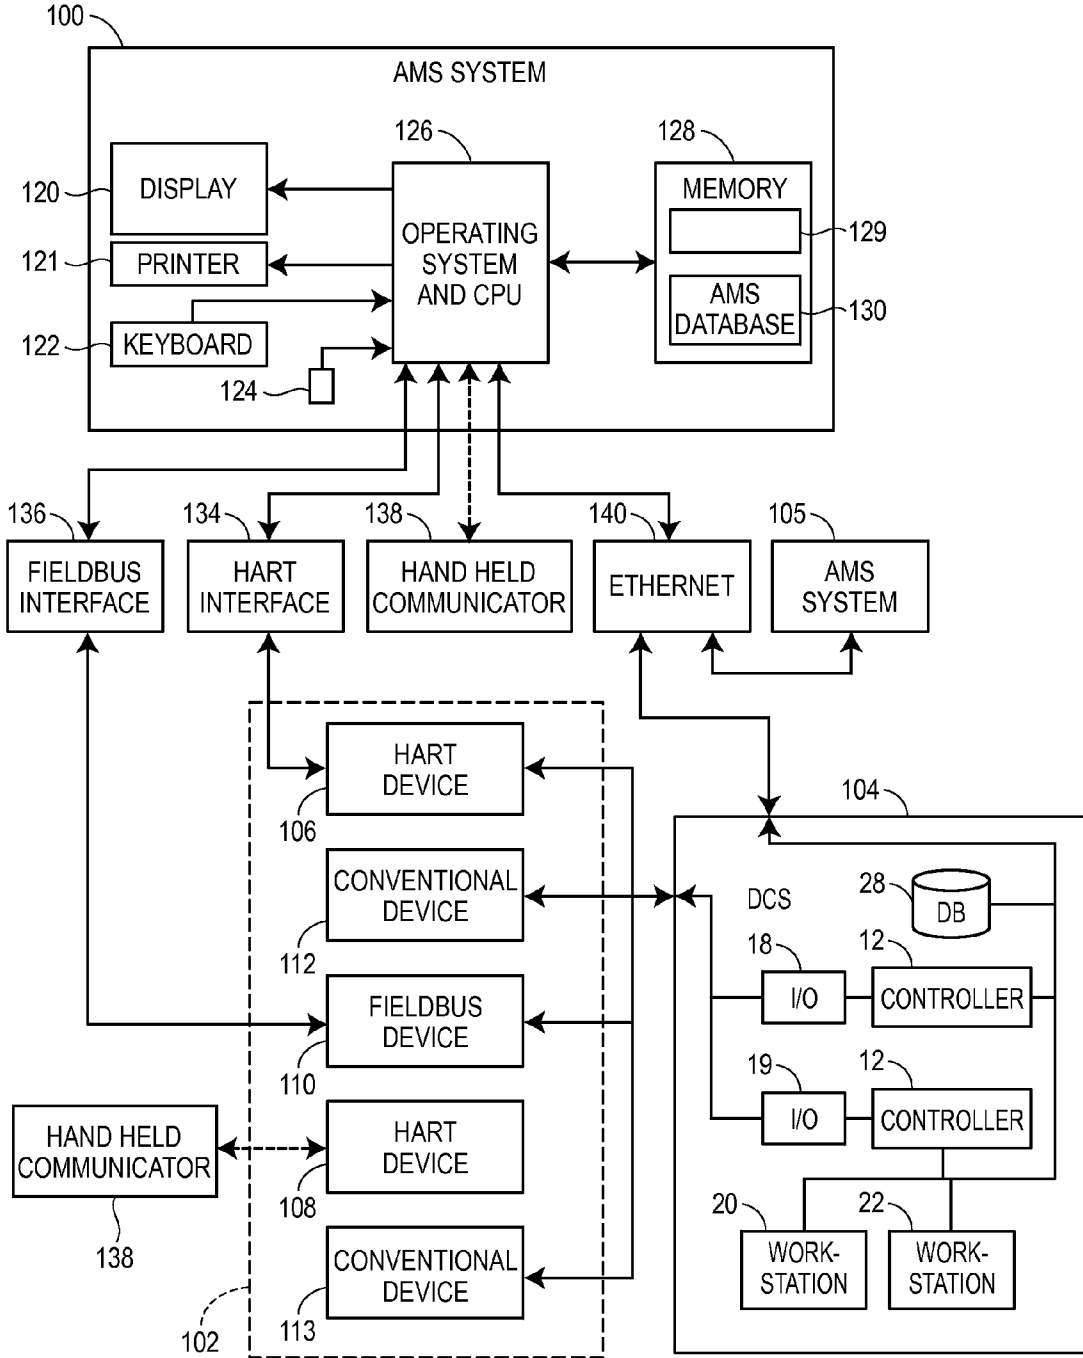 100
AMS SYSTEM
126
128
120
DISPLAY
MEMORY
129
OPERATING
SYSTEM
AND CPU
121
PRINTER
AMS
DATABASE
130
122
KEYBOARD
124
136
134
138
140
105
FIELDBUS
INTERFACE
HART
INTERFACE
HAND HELD
COMMUNICATOR
ETHERNET
AMS
SYSTEM
HART
DEVICE
106
104
CONVENTIONAL
DEVICE
112
DCS
28
DB
18
12
I/O
CONTROLLER
FIELDBUS
DEVICE
110
19
12
I/O
CONTROLLER
HAND HELD
COMMUNICATOR
138
HART
DEVICE
108
20
22
WORK-
STATION
WORK-
STATION
CONVENTIONAL
DEVICE
113
102